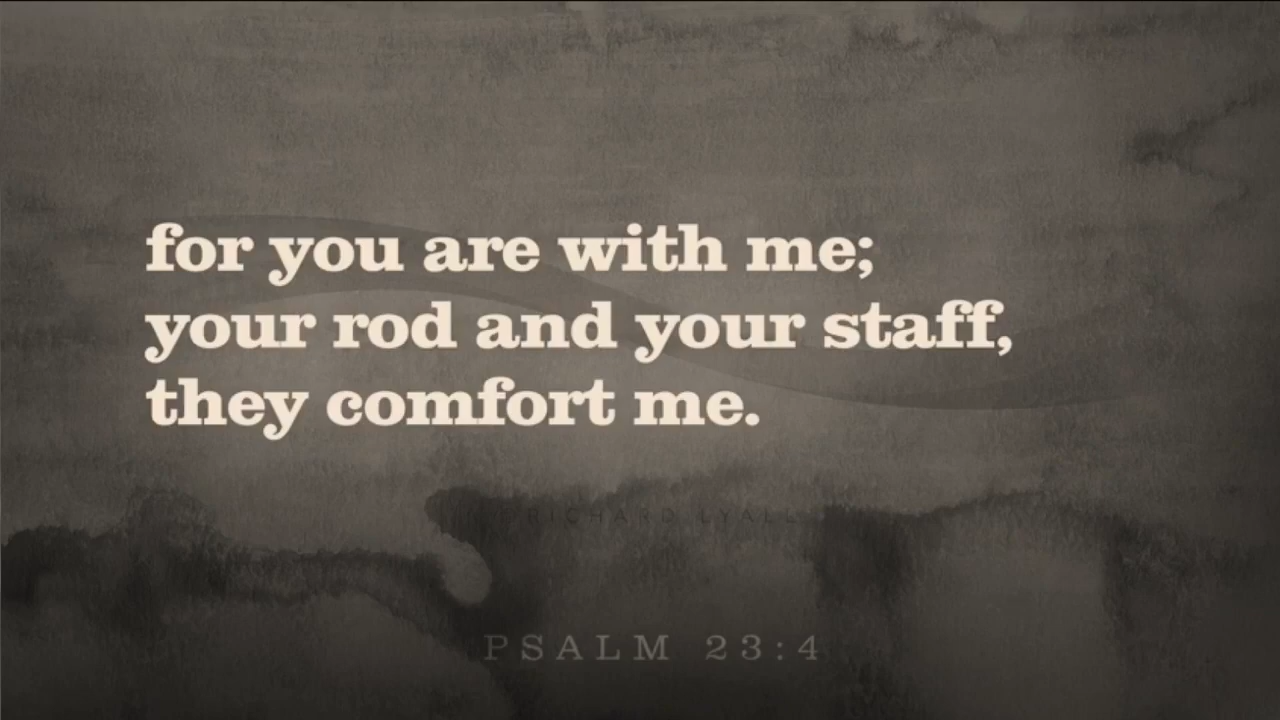 for you are with me;
your rod and your staff,
they comfort me.
RICHARD LYALL
PSALM 23:4